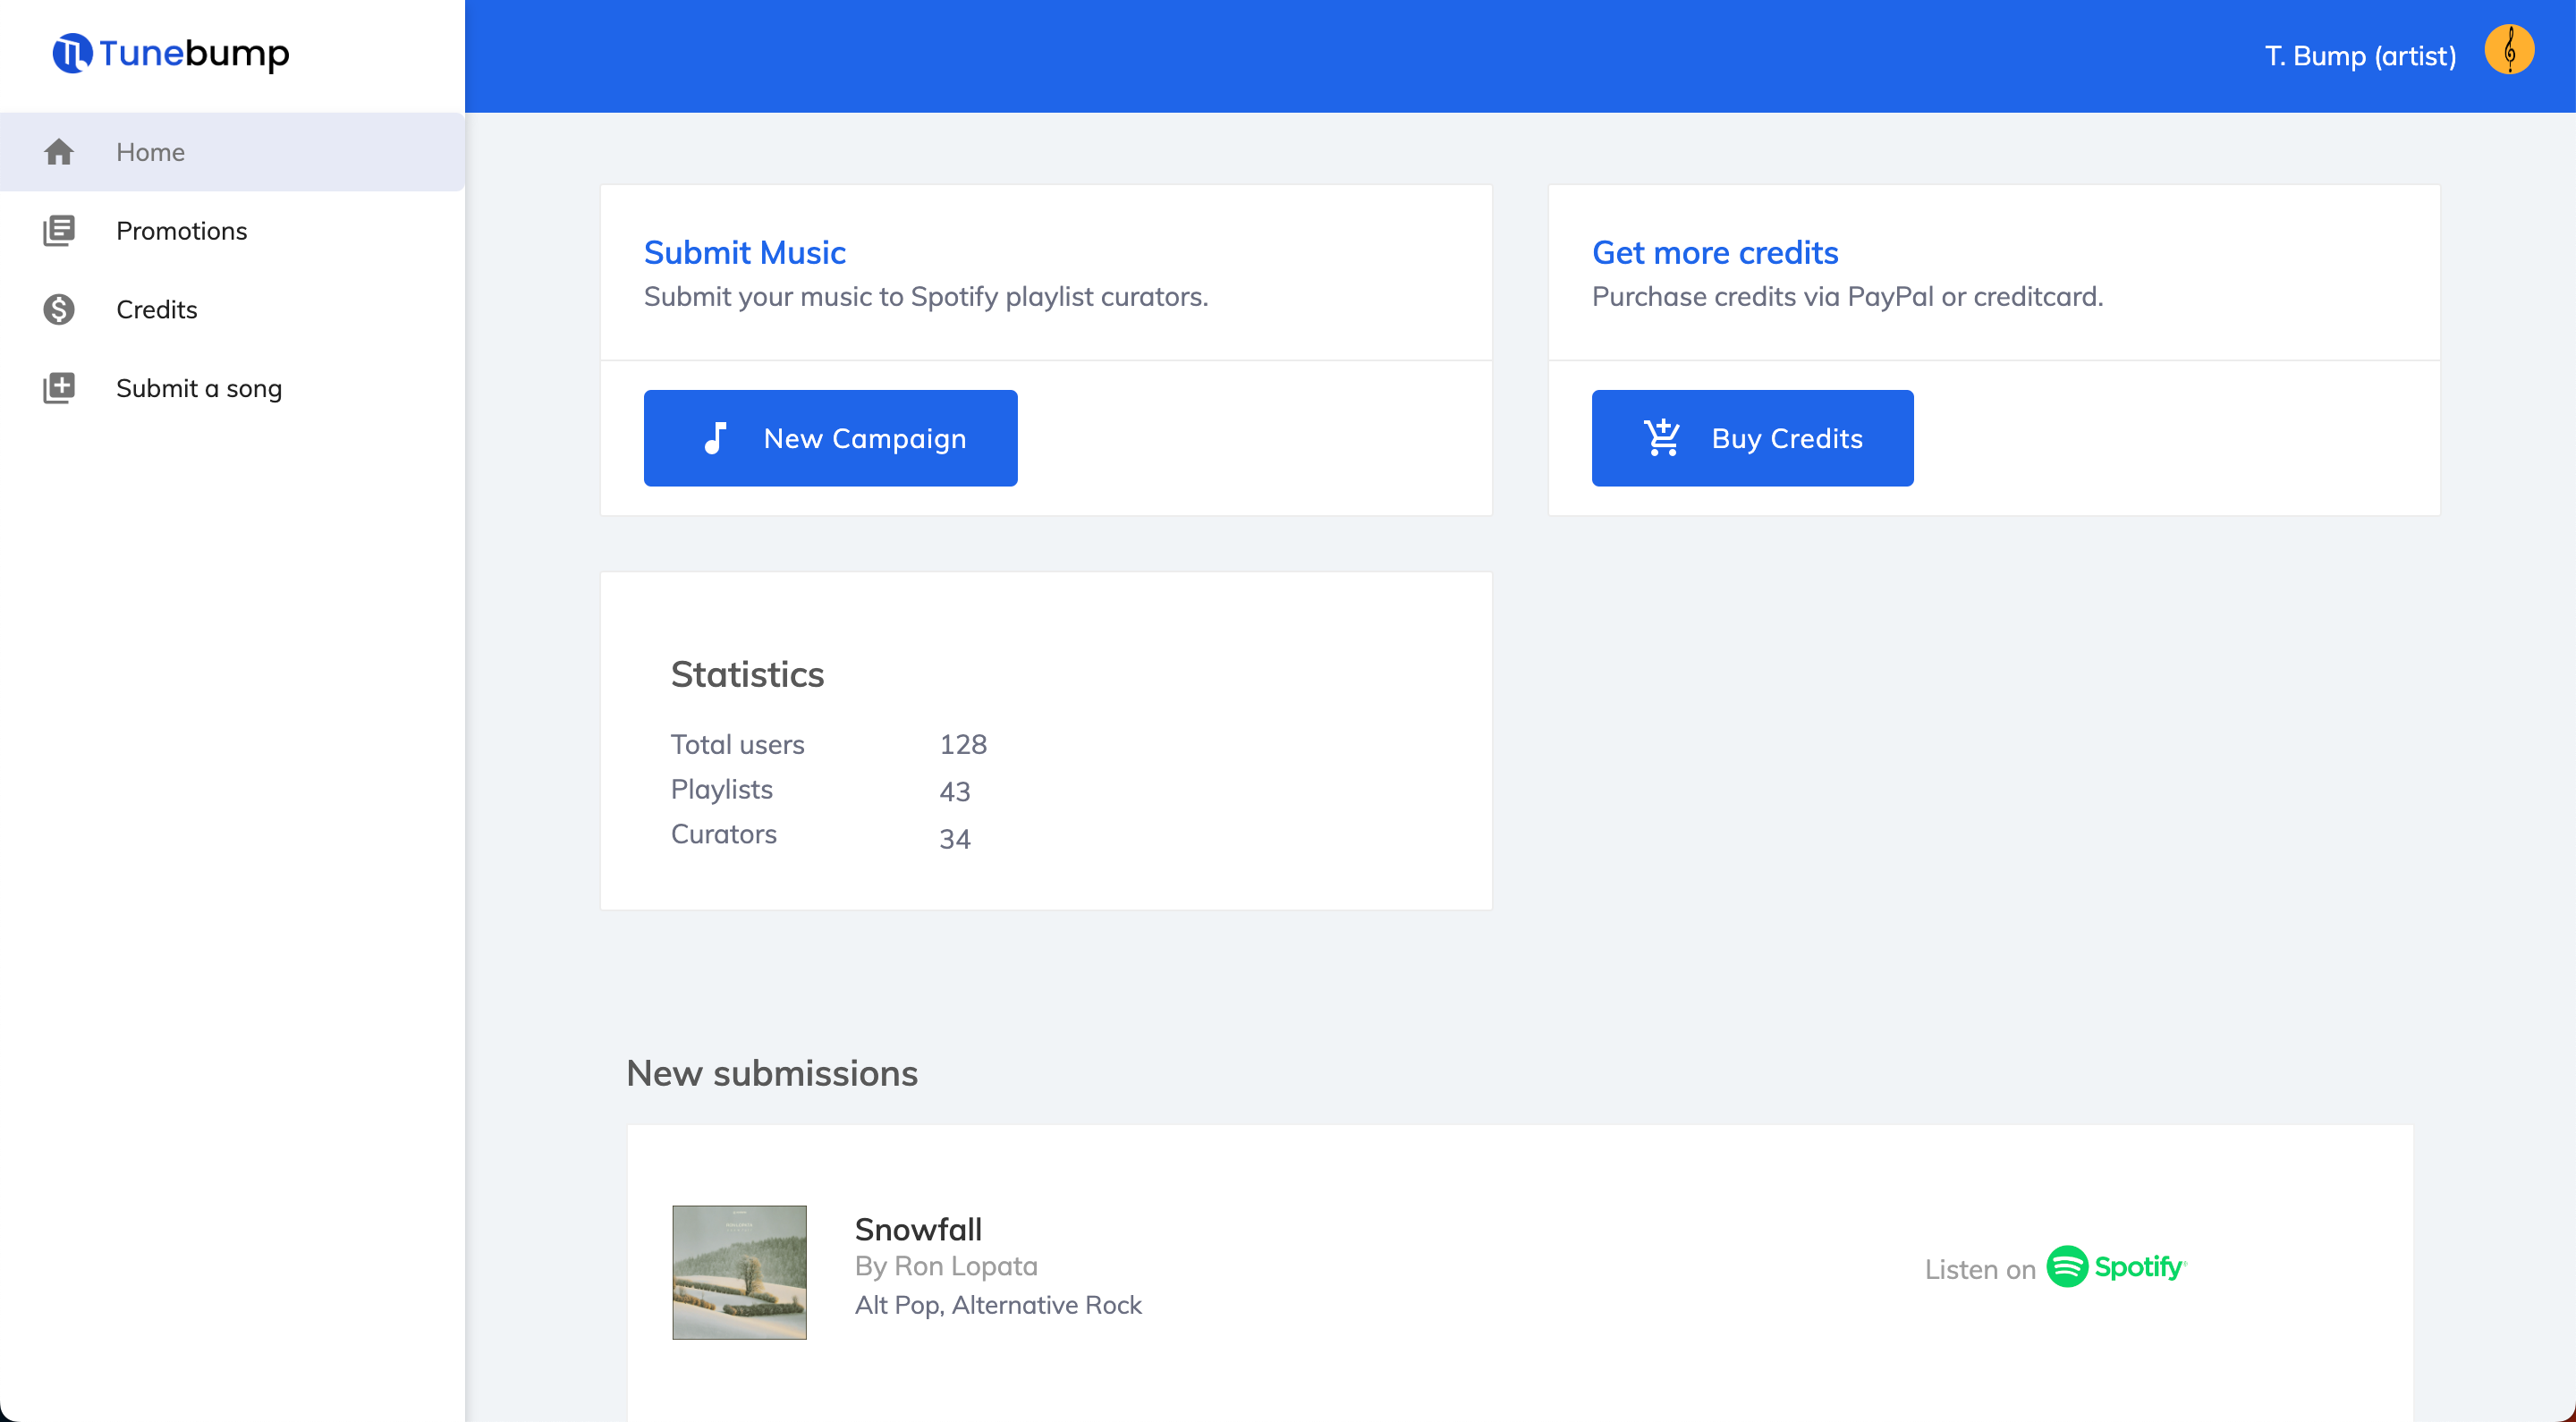 Tunebump
T. Bump (artist)
Home
Promotions
Credits
Submit a song
Submit Music
Submit your music to Spotify playlist curators.
New Campaign
Get more credits
Purchase credits via PayPal or creditcard.
Buy Credits
Statistics
Total users 128
Playlists 43
Curators 34
New submissions
Snowfall
By Ron Lopata
Alt Pop, Alternative Rock
Listen on Spotify